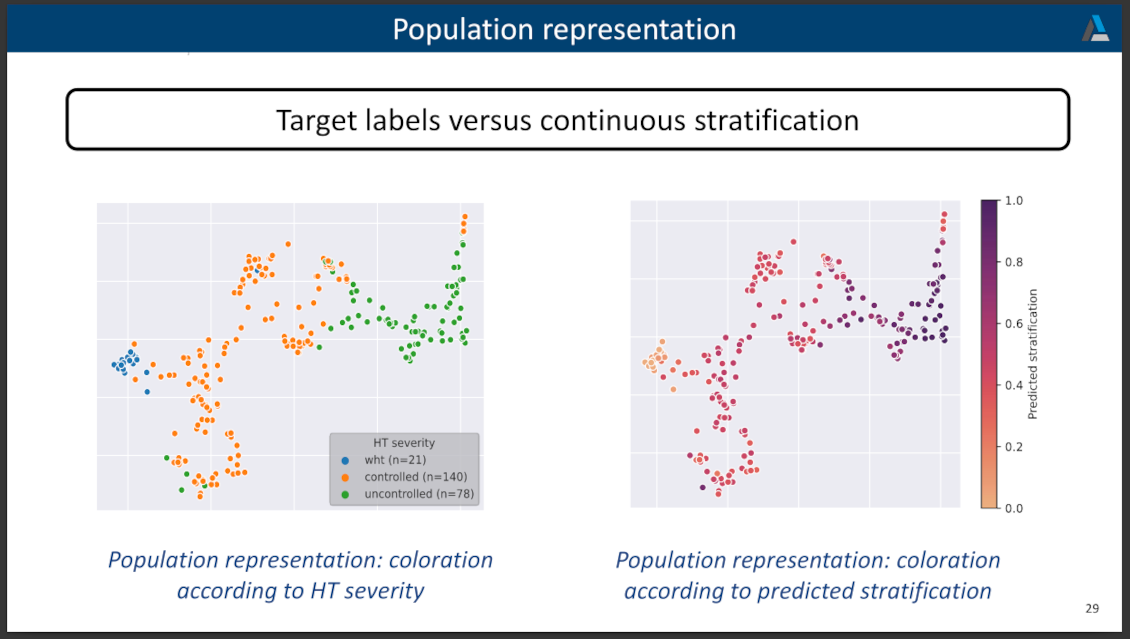 Population representation
Target labels versus continuous stratification
HT severity
wht (n=21)
controlled (n=140)
uncontrolled (n=78)
1.0
0.8
0.6
0.4
0.2
0.0
Predicted stratification
Population representation: coloration
according to HT severity
Population representation: coloration
according to predicted stratification
29